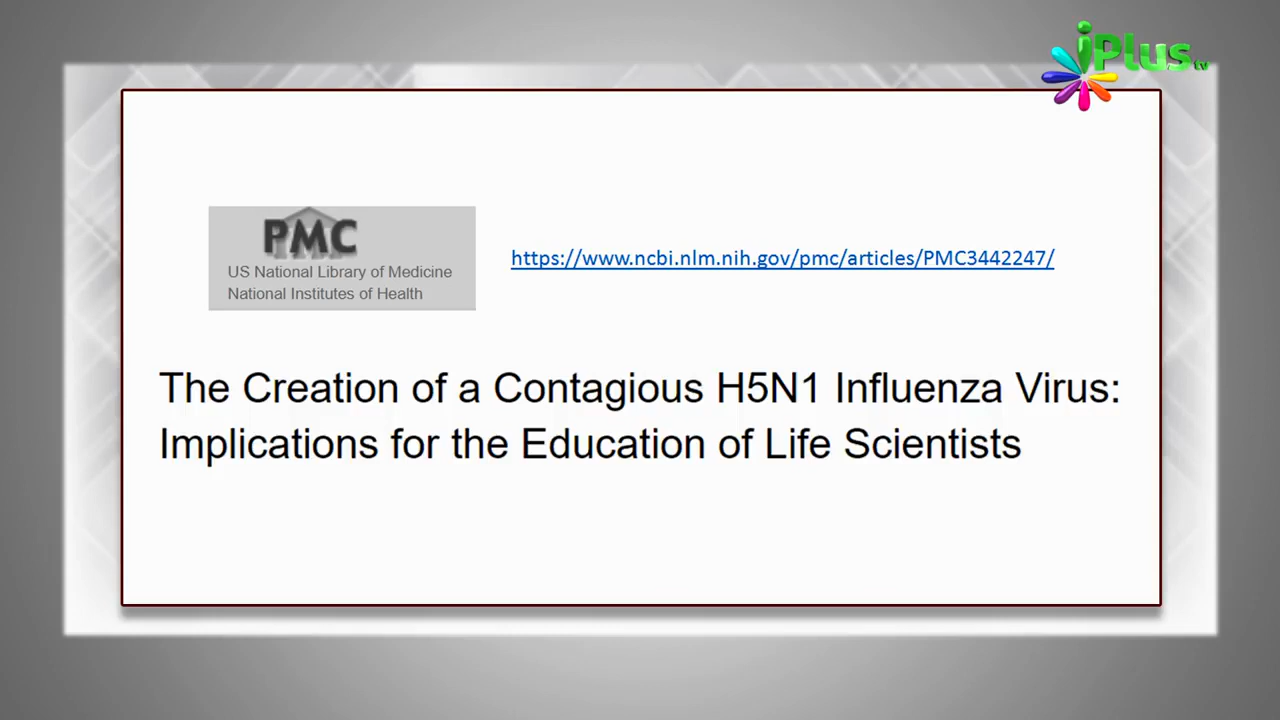 iPlus tv
PMC
US National Library of Medicine
National Institutes of Health
https://www.ncbi.nlm.nih.gov/pmc/articles/PMC3442247/
The Creation of a Contagious H5N1 Influenza Virus:
Implications for the Education of Life Scientists